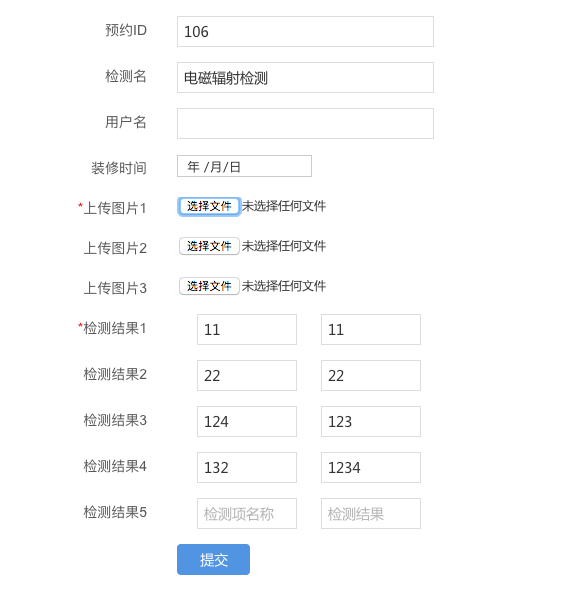 预约ID 106
检测名 电磁辐射检测
用户名
装修时间 年 /月/日
*上传图片1 选择文件 未选择任何文件
上传图片2 选择文件 未选择任何文件
上传图片3 选择文件 未选择任何文件
*检测结果1 11 11
检测结果2 22 22
检测结果3 124 123
检测结果4 132 1234
检测结果5 检测项名称 检测结果
提交